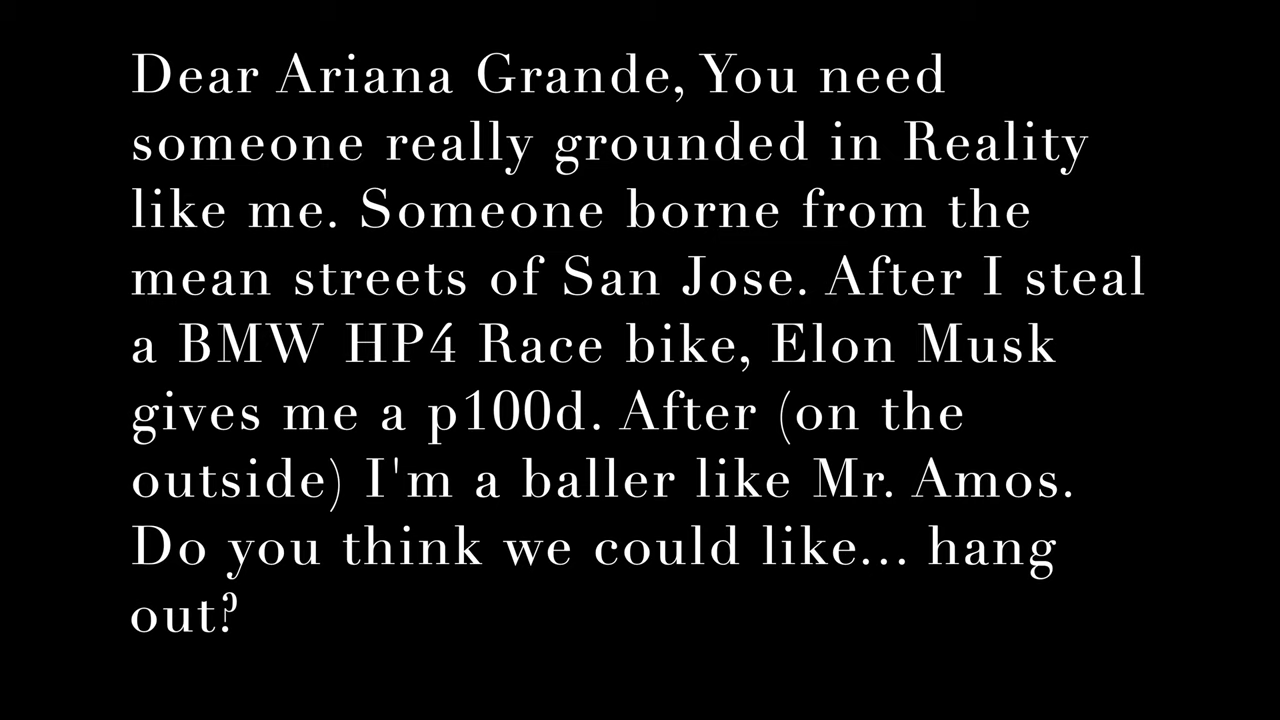 Dear Ariana Grande, You need
someone really grounded in Reality
like me. Someone borne from the
mean streets of San Jose. After I steal
a BMW HP4 Race bike, Elon Musk
gives me a p100d. After (on the
outside) I'm a baller like Mr. Amos.
Do you think we could like... hang
out?